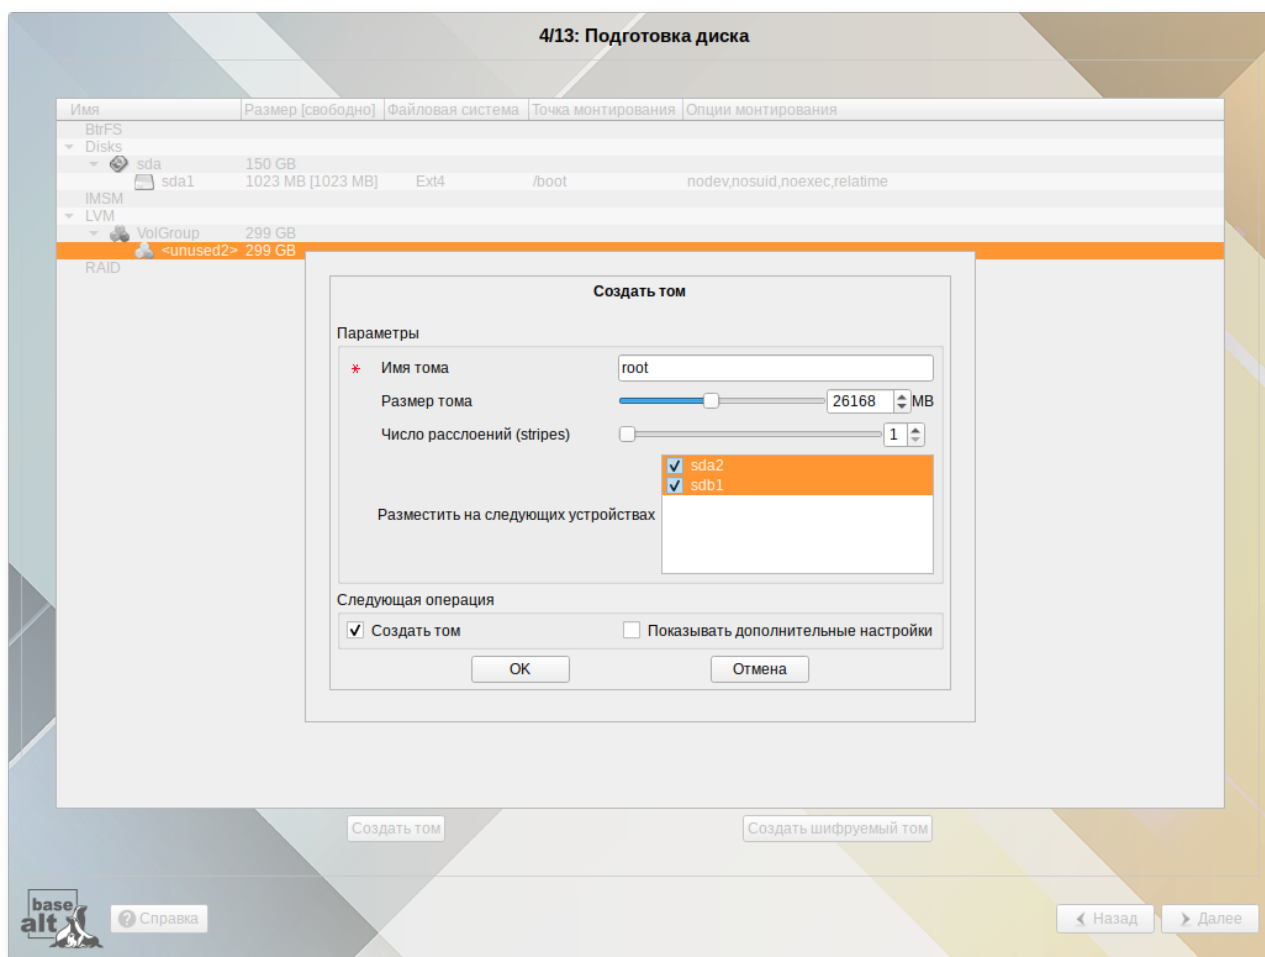 4/13: Подготовка диска
Имя Размер [свободно] Файловая система Точка монтирования Опции монтирования
BtrFS
Disks
sda 150 GB
sda1 1023 MB [1023 MB] Ext4 /boot nodev,nosuid,noexec,relatime
IMSM
LVM
VolGroup 299 GB
<unused2> 299 GB
RAID
Создать том
Параметры
* Имя тома root
Размер тома 26168 MB
Число расслоений (stripes) 1
sda2
sdb1
Разместить на следующих устройствах
Следующая операция
Создать том Показывать дополнительные настройки
OK Отмена
Создать том Создать шифруемый том
base
alt
Справка Назад Далее